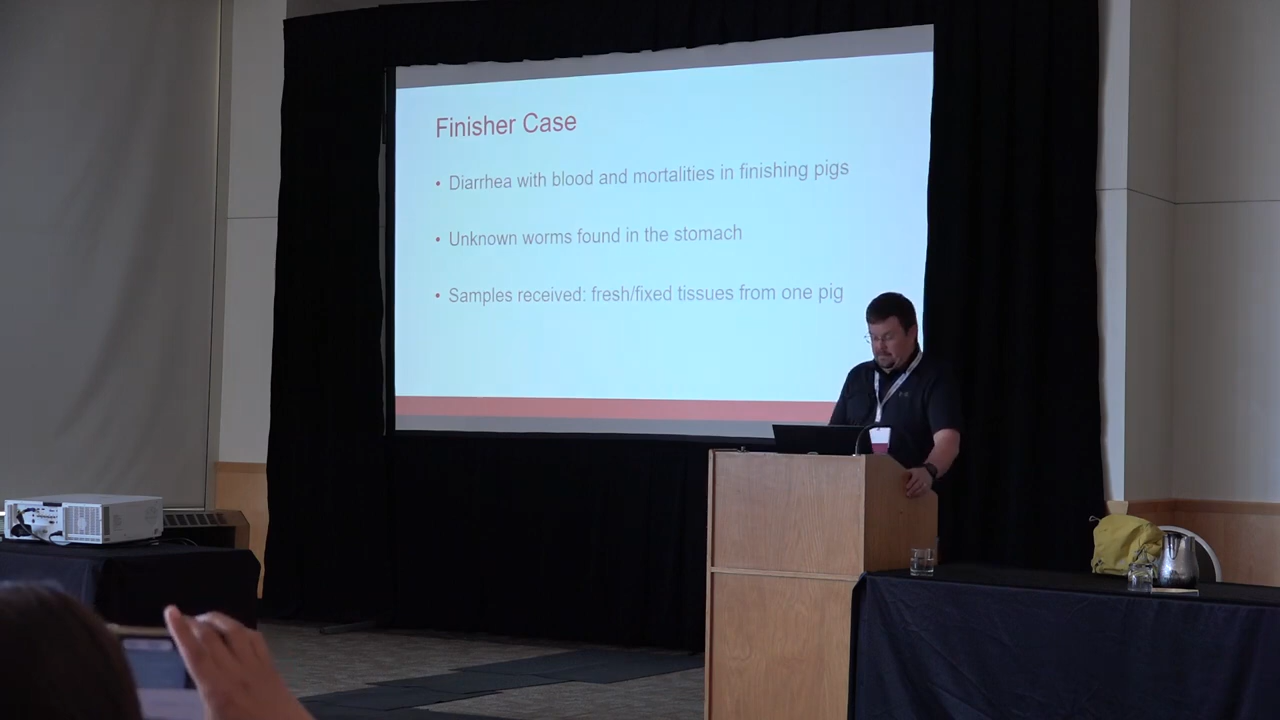 Finisher Case
• Diarrhea with blood and mortalities in finishing pigs
• Unknown worms found in the stomach
• Samples received: fresh/fixed tissues from one pig